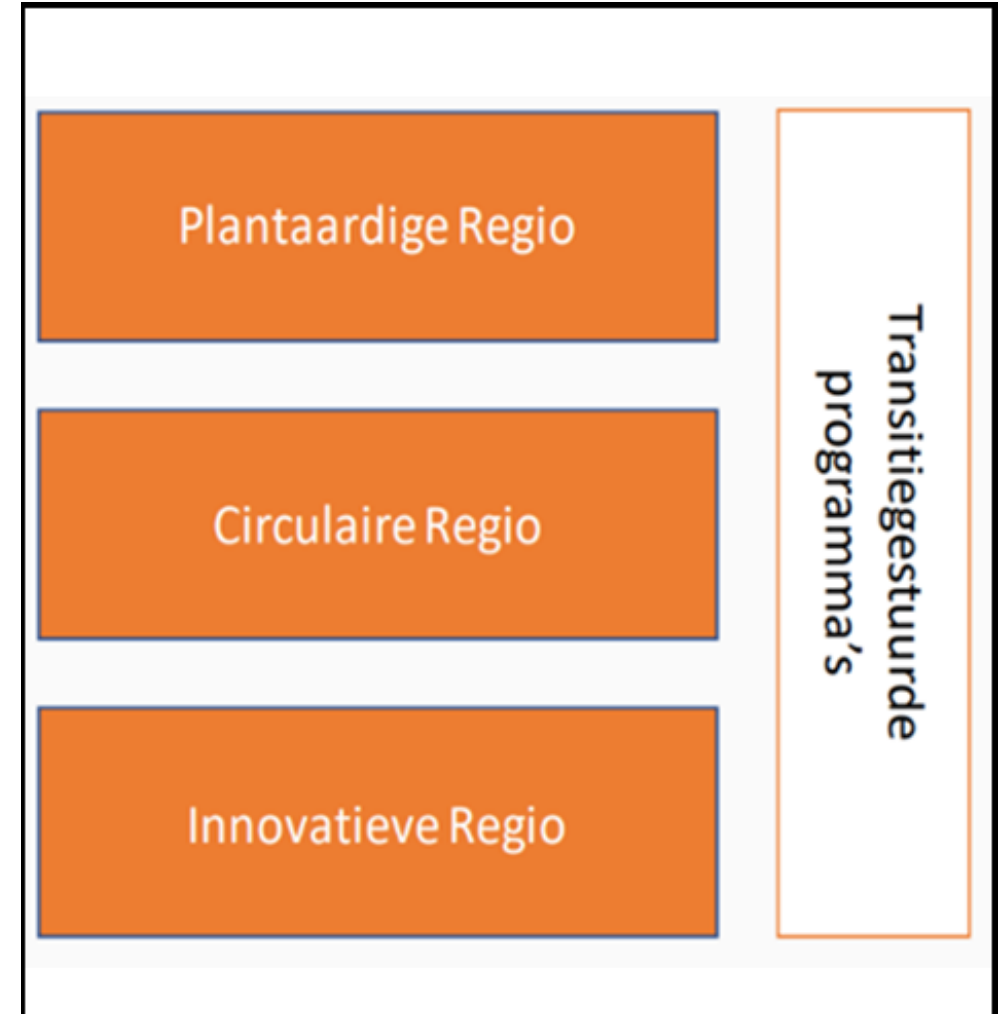 Plantaardige Regio
Circulaire Regio
Innovatieve Regio
Transitiegestuurde
programma's